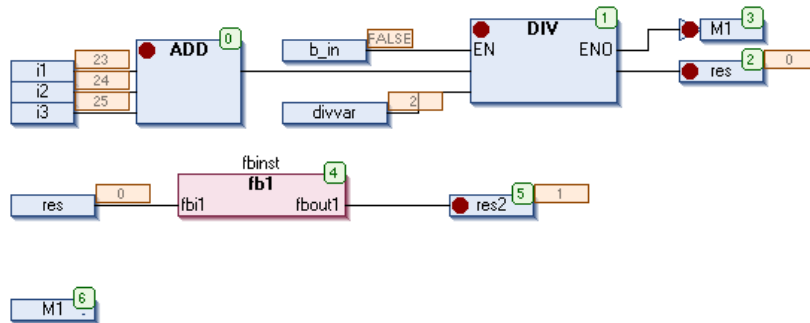 0
ADD
23
i1
24
i2
25
i3
b_in
FALSE
1
DIV
EN
ENO
divvar
2
3
M1
2
res
0
fbinst
4
fb1
fbi1
fbout1
res
0
5
res2
1
6
M1